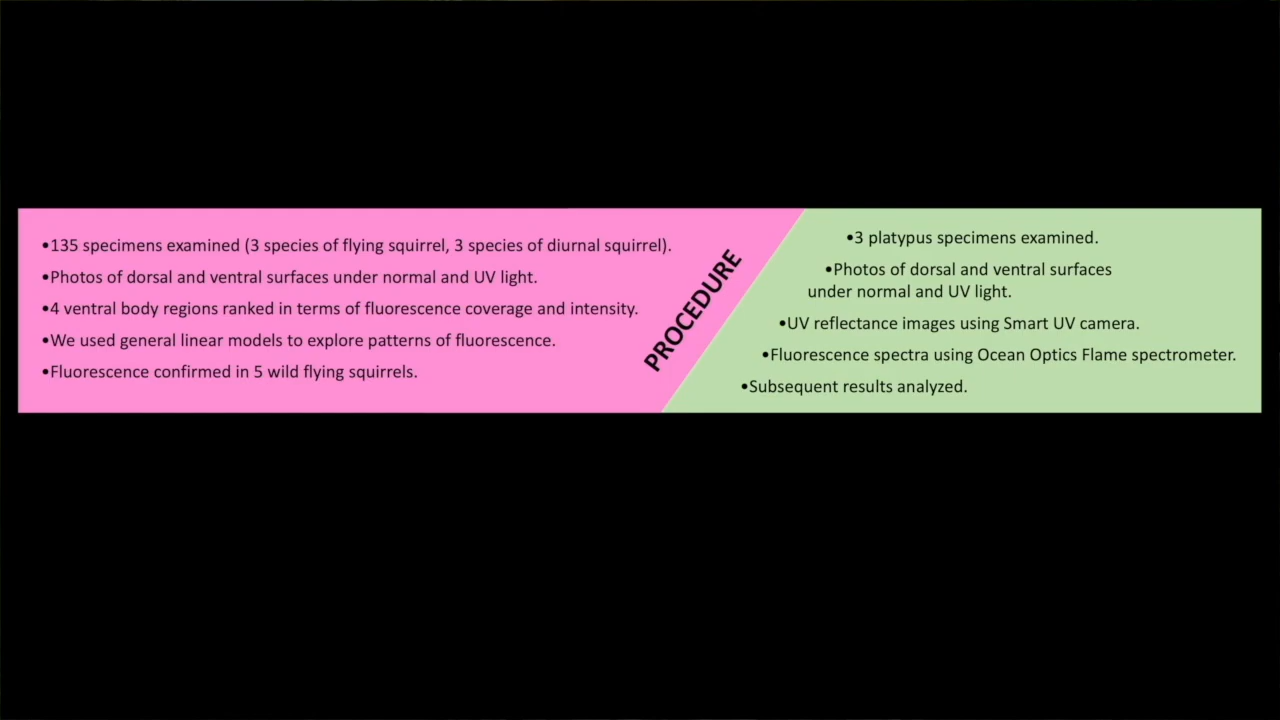 •135 specimens examined (3 species of flying squirrel, 3 species of diurnal squirrel).
•Photos of dorsal and ventral surfaces under normal and UV light.
•4 ventral body regions ranked in terms of fluorescence coverage and intensity.
•We used general linear models to explore patterns of fluorescence.
•Fluorescence confirmed in 5 wild flying squirrels.
PROCEDURE
•3 platypus specimens examined.
•Photos of dorsal and ventral surfaces
under normal and UV light.
•UV reflectance images using Smart UV camera.
•Fluorescence spectra using Ocean Optics Flame spectrometer.
•Subsequent results analyzed.